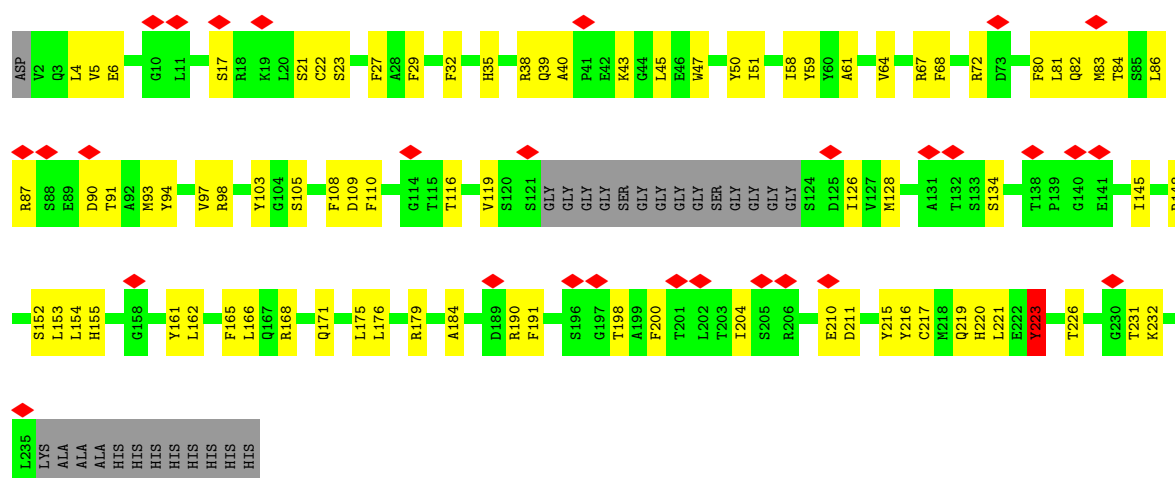 ASP V2 Q3 L4 V5 E6 G10 L11 S17 R18 K19 L20 S21 C22 S23 F27 A28 F29 F32 H35 R38 Q39 A40 P41 E42 K43 G44 L45 E46 W47 Y50 I51 I58 Y59 Y60 A61 V64 R67 F68 R72 D73 F80 L81 Q82 M83 T84 S85 L86
R87 S88 E89 D90 T91 A92 M93 Y94 V97 R98 Y103 G104 S105 F108 D109 F110 G114 T115 T116 V119 S120 S121 GLY GLY GLY SER GLY GLY GLY GLY SER GLY GLY GLY GLY S124 D125 I126 V127 M128 A131 T132 S133 S134 T138 P139 G140 E141 I145
S152 L153 L154 H155 G158 Y161 L162 F165 L166 Q167 R168 Q171 L175 L176 R179 A184 D189 R190 F191 S196 G197 T198 A199 F200 T201 L202 T203 I204 S205 R206 E210 D211 Y215 Y216 C217 M218 Q219 H220 L221 E222 Y223 T226 G230 T231 K232
L235 LYS ALA ALA ALA HIS HIS HIS HIS HIS HIS HIS HIS